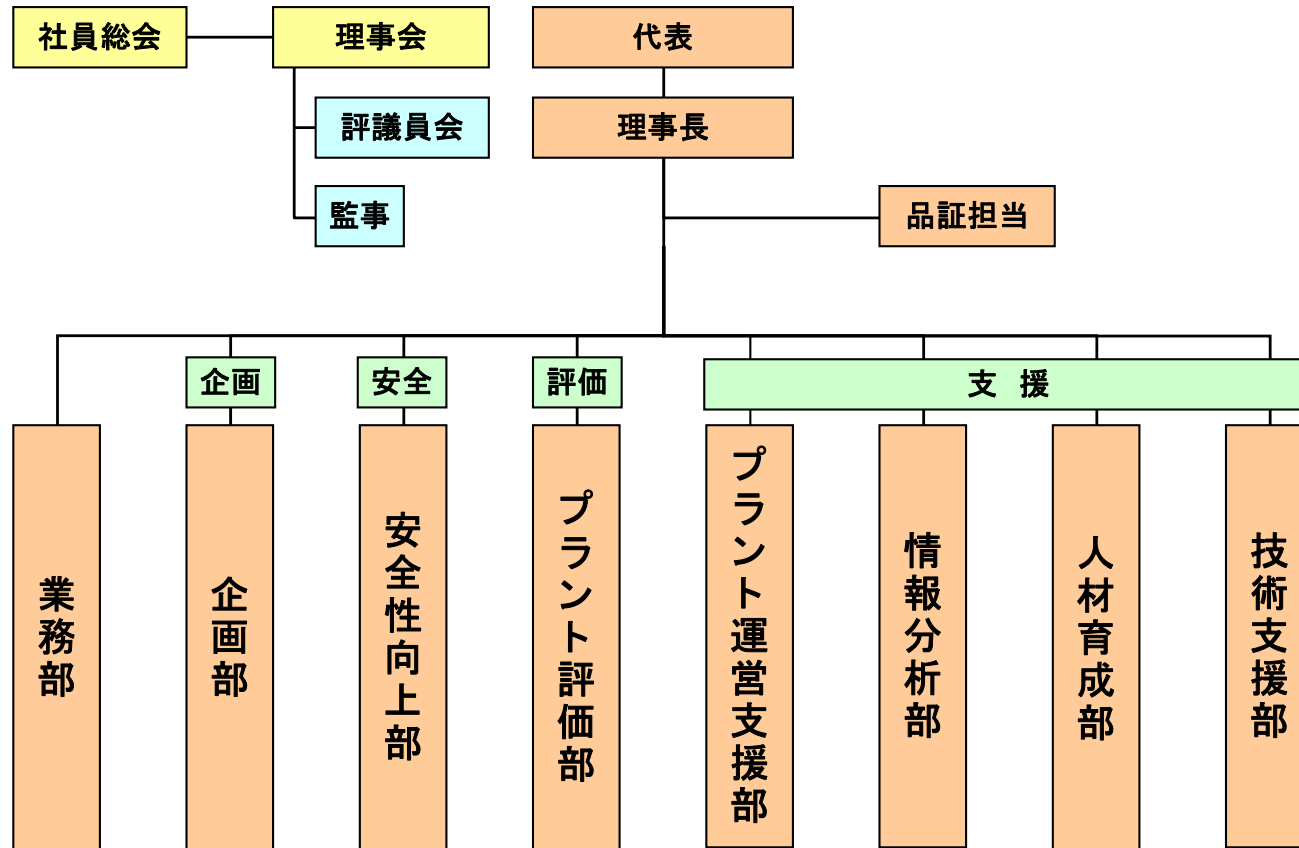 社員総会
理事会
代表
評議員会
理事長
監事
品証担当
企画
安全
評価
支 援
業務部
企画部
安全性向上部
プラント評価部
プラント運営支援部
情報分析部
人材育成部
技術支援部